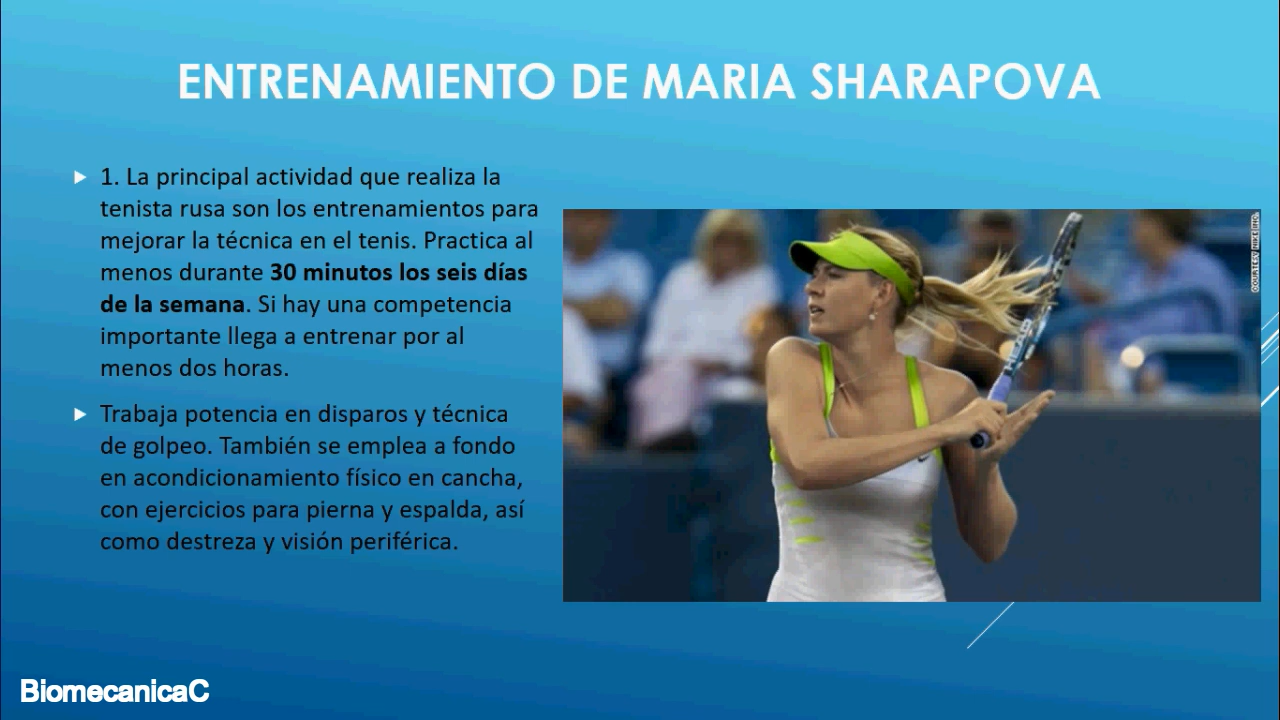 ENTRENAMIENTO DE MARIA SHARAPOVA
1. La principal actividad que realiza la
tenista rusa son los entrenamientos para
mejorar la técnica en el tenis. Practica al
menos durante 30 minutos los seis días
de la semana. Si hay una competencia
importante llega a entrenar por al
menos dos horas.
Trabaja potencia en disparos y técnica
de golpeo. También se emplea a fondo
en acondicionamiento físico en cancha,
con ejercicios para pierna y espalda, así
como destreza y visión periférica.
COURTESY NIKE INC.
BiomecanicaC